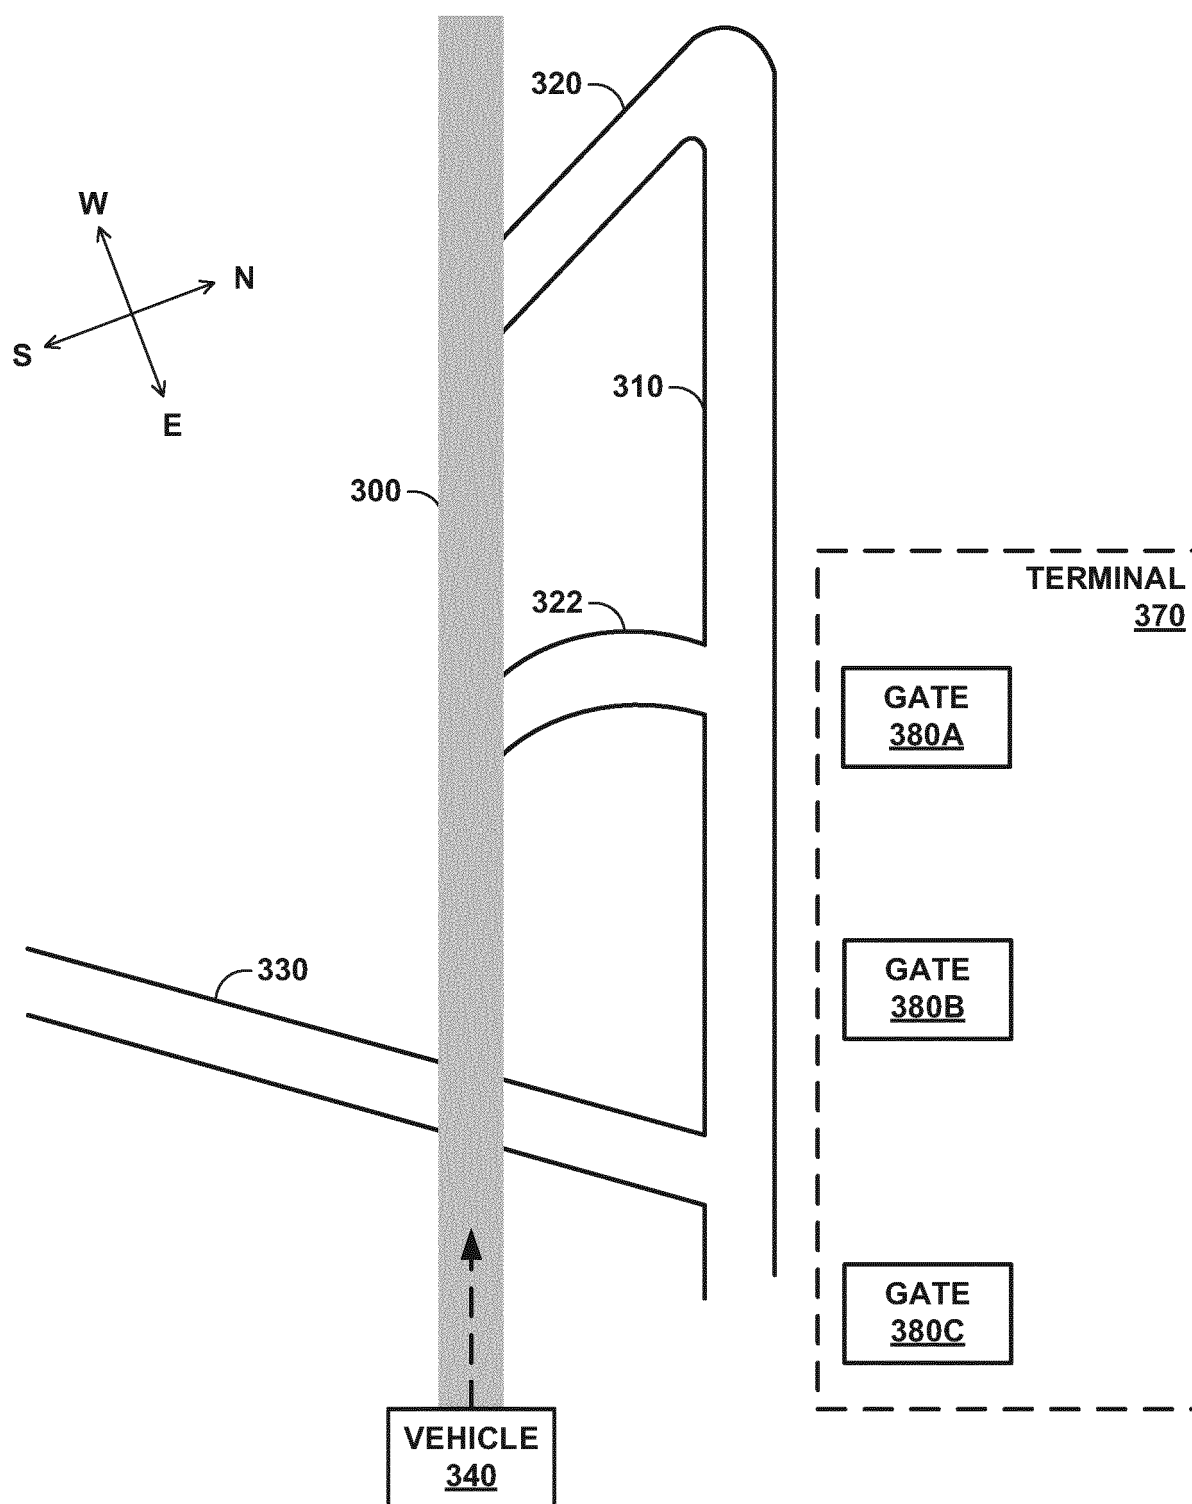 320
W
N
S
E
310
300
TERMINAL
370
322
GATE
380A
330
GATE
380B
GATE
380C
VEHICLE
340